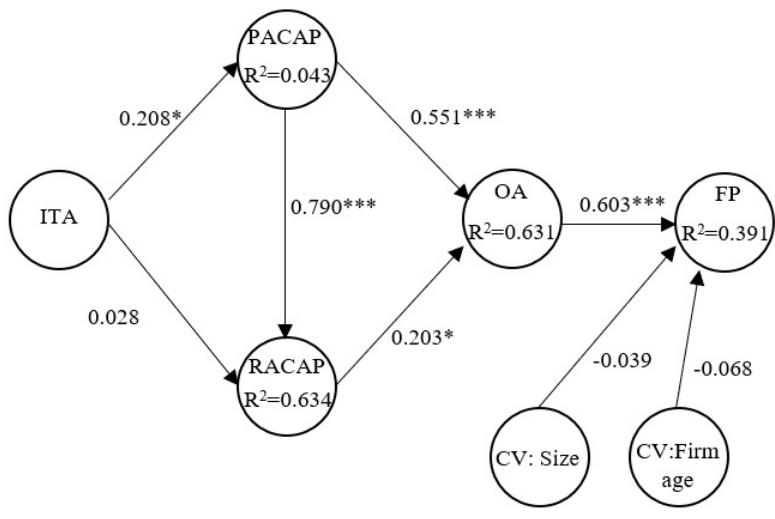 PACAP
R²=0.043
0.208*
0.551***
ITA
0.790***
OA
R²=0.631
0.603***
FP
R²=0.391
0.028
RACAP
R²=0.634
0.203*
-0.039
-0.068
CV: Size
CV:Firm
age